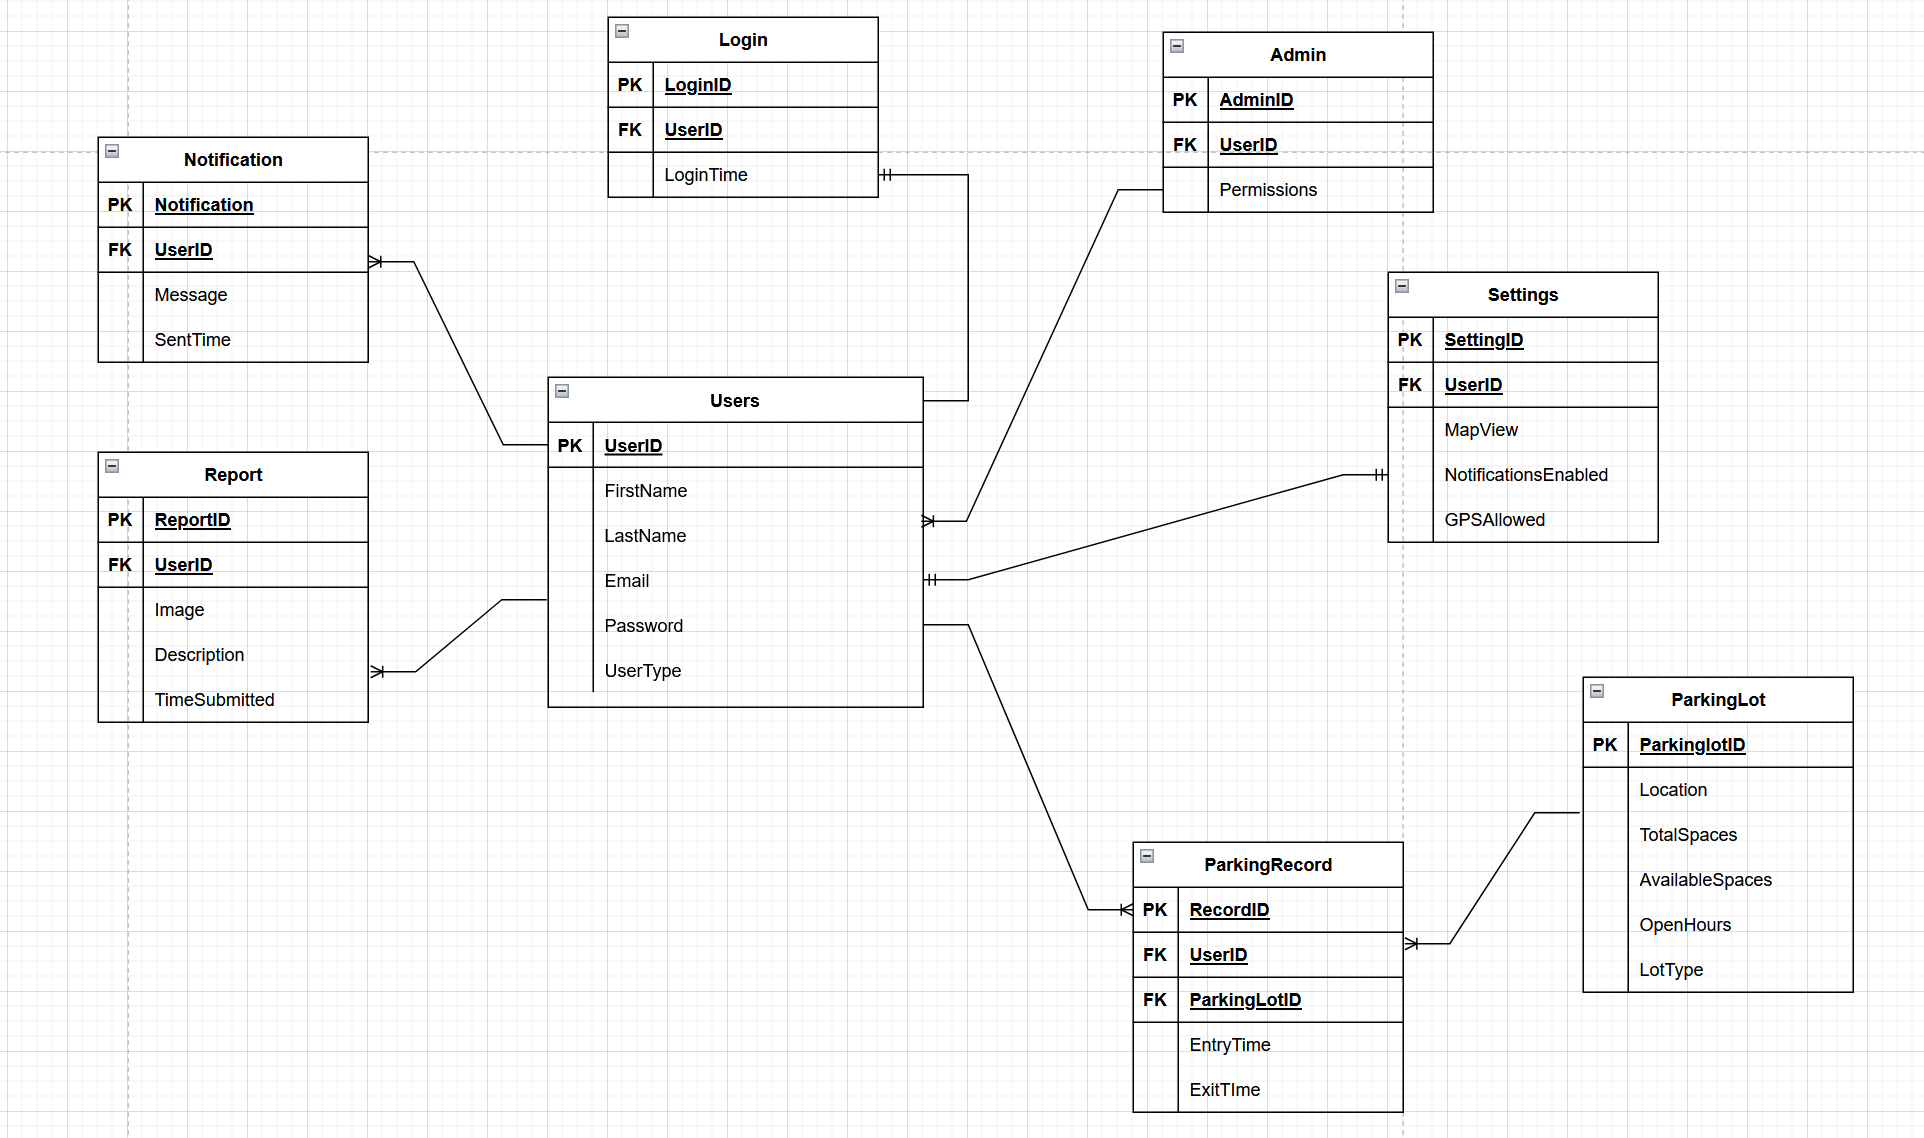 Login
PK LoginID
FK UserID
LoginTime
Admin
PK AdminID
FK UserID
Permissions
Notification
PK Notification
FK UserID
Message
SentTime
Settings
PK SettingID
FK UserID
MapView
NotificationsEnabled
GPSAllowed
Users
PK UserID
FirstName
LastName
Email
Password
UserType
Report
PK ReportID
FK UserID
Image
Description
TimeSubmitted
ParkingLot
PK ParkinglotID
Location
TotalSpaces
AvailableSpaces
OpenHours
LotType
ParkingRecord
PK RecordID
FK UserID
FK ParkingLotID
EntryTime
ExitTIme